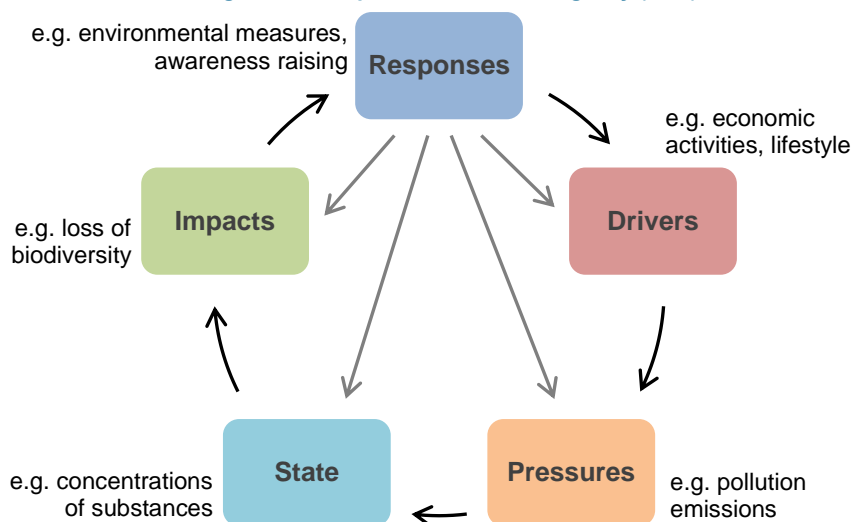 e.g. environmental measures,
awareness raising
Responses
e.g. economic
activities, lifestyle
Impacts
Drivers
e.g. loss of
biodiversity
State
Pressures
e.g. concentrations
of substances
e.g. pollution
emissions